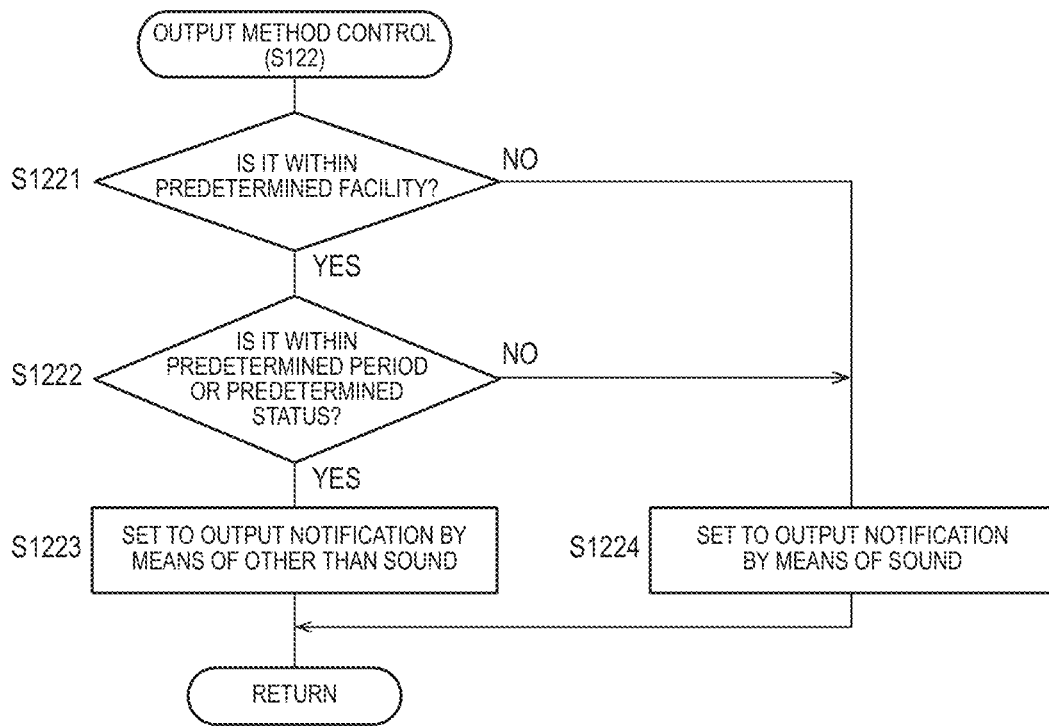 OUTPUT METHOD CONTROL
(S122)
S1221
IS IT WITHIN
PREDETERMINED FACILITY?
NO
YES
S1222
IS IT WITHIN
PREDETERMINED PERIOD
OR PREDETERMINED
STATUS?
NO
YES
S1223
SET TO OUTPUT NOTIFICATION BY
MEANS OF OTHER THAN SOUND
S1224
SET TO OUTPUT NOTIFICATION
BY MEANS OF SOUND
RETURN